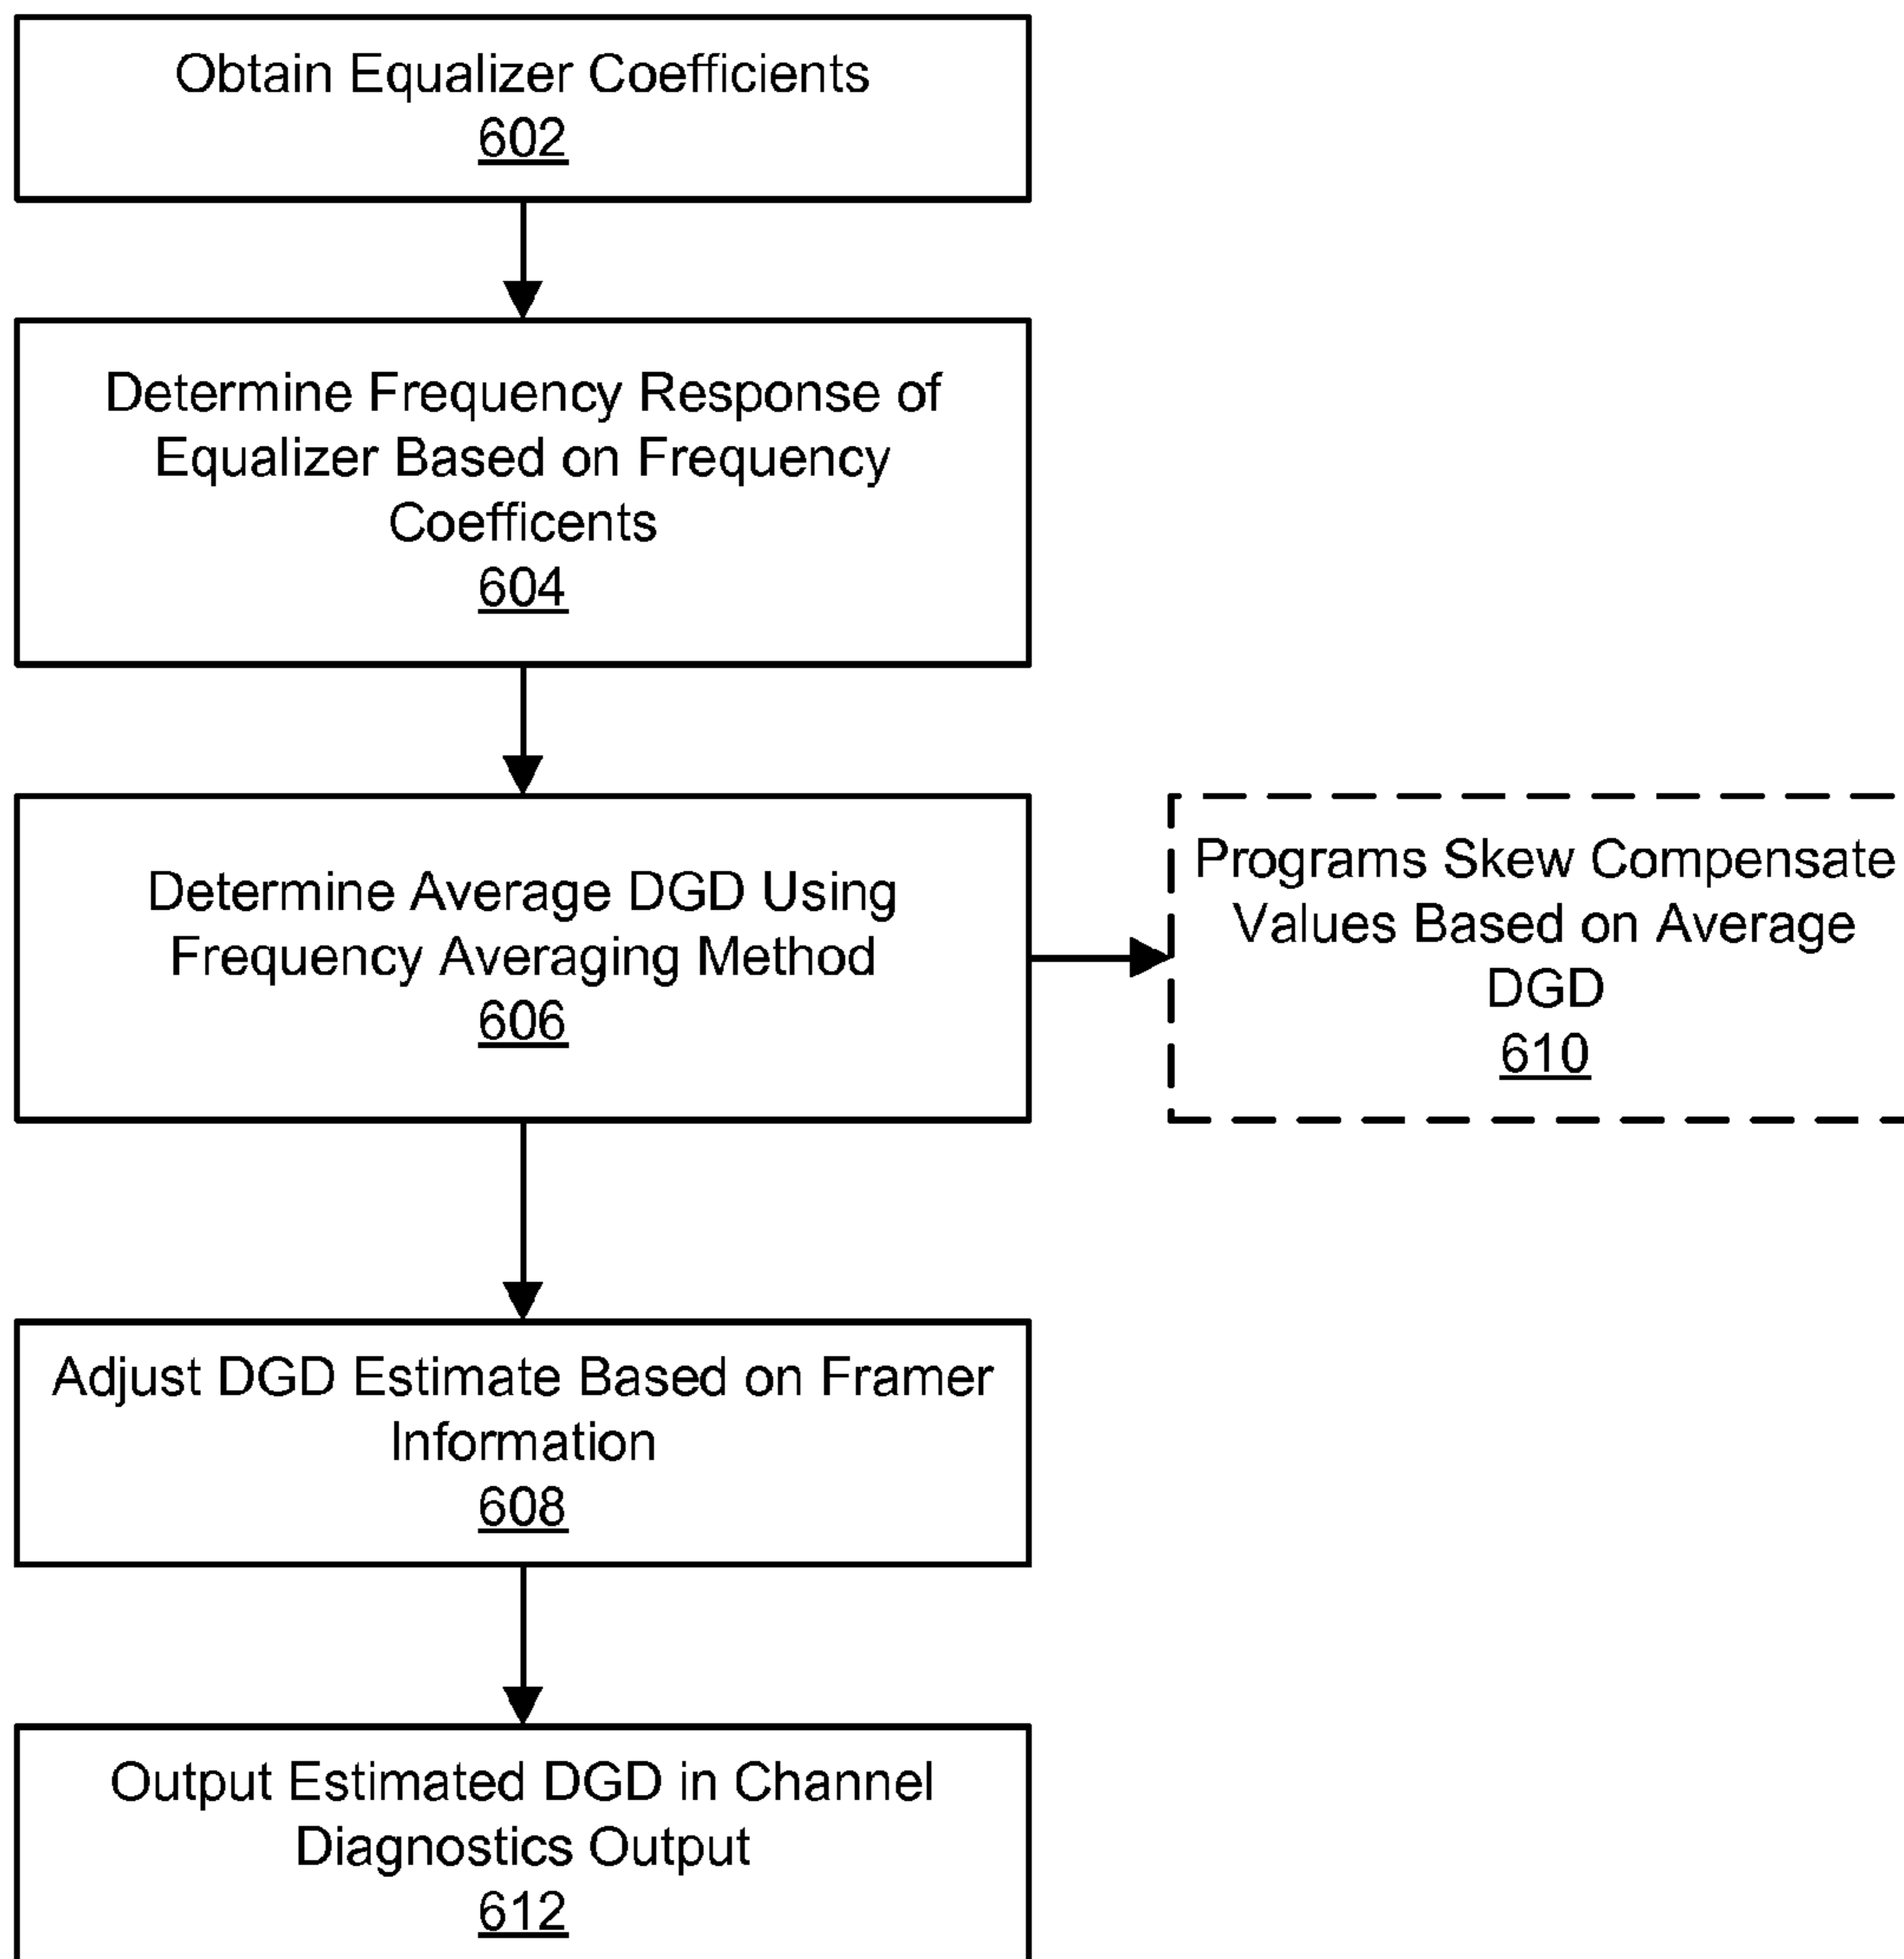 Obtain Equalizer Coefficients
602
Determine Frequency Response of
Equalizer Based on Frequency
Coefficents
604
Determine Average DGD Using
Frequency Averaging Method
606
Programs Skew Compensate
Values Based on Average
DGD
610
Adjust DGD Estimate Based on Framer
Information
608
Output Estimated DGD in Channel
Diagnostics Output
612